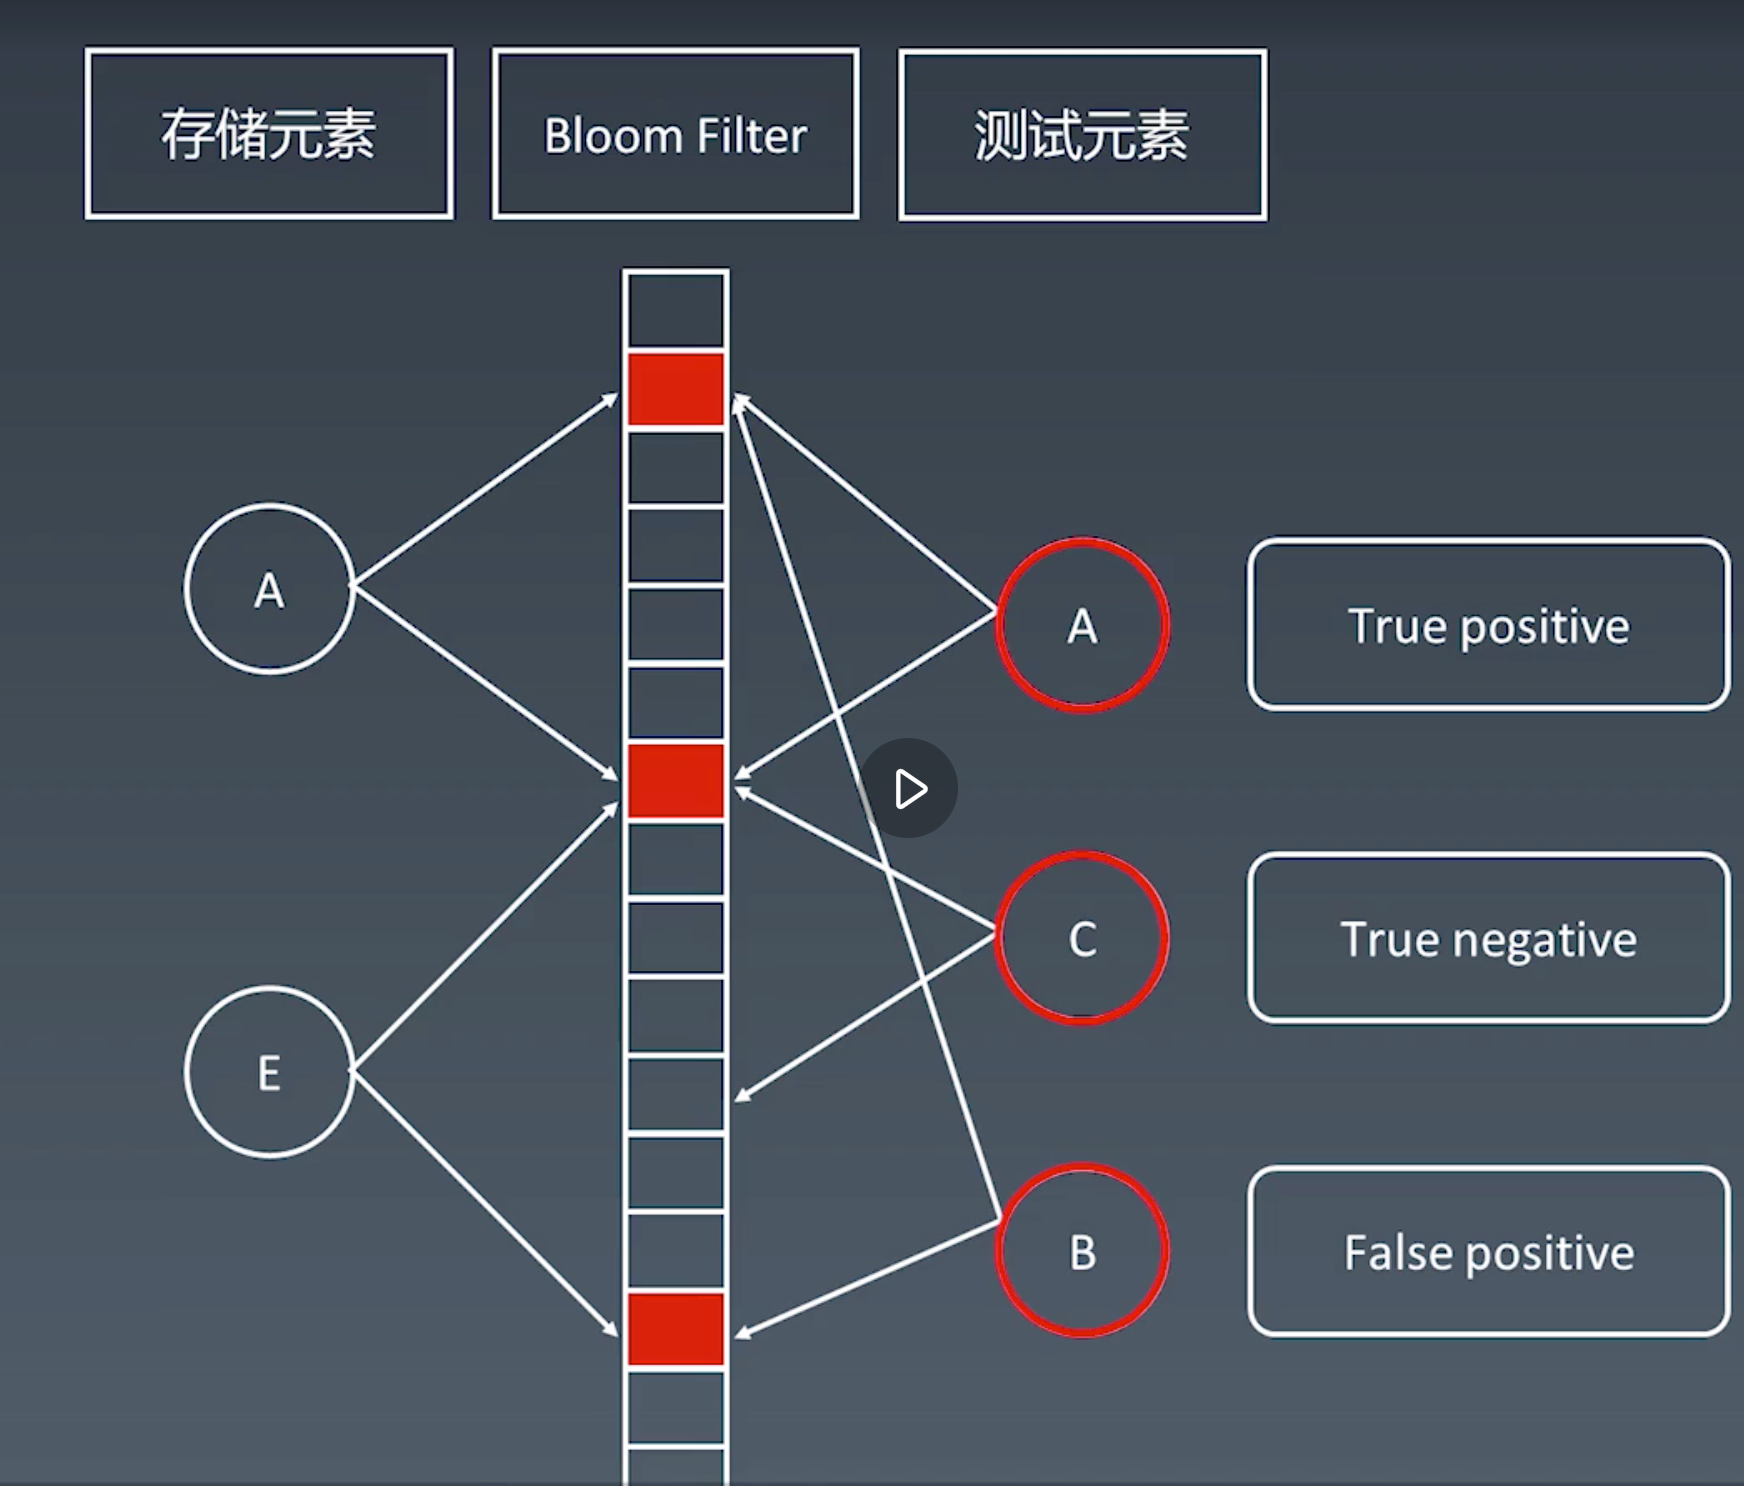 存储元素
Bloom Filter
测试元素
A
A
True positive
C
True negative
E
B
False positive